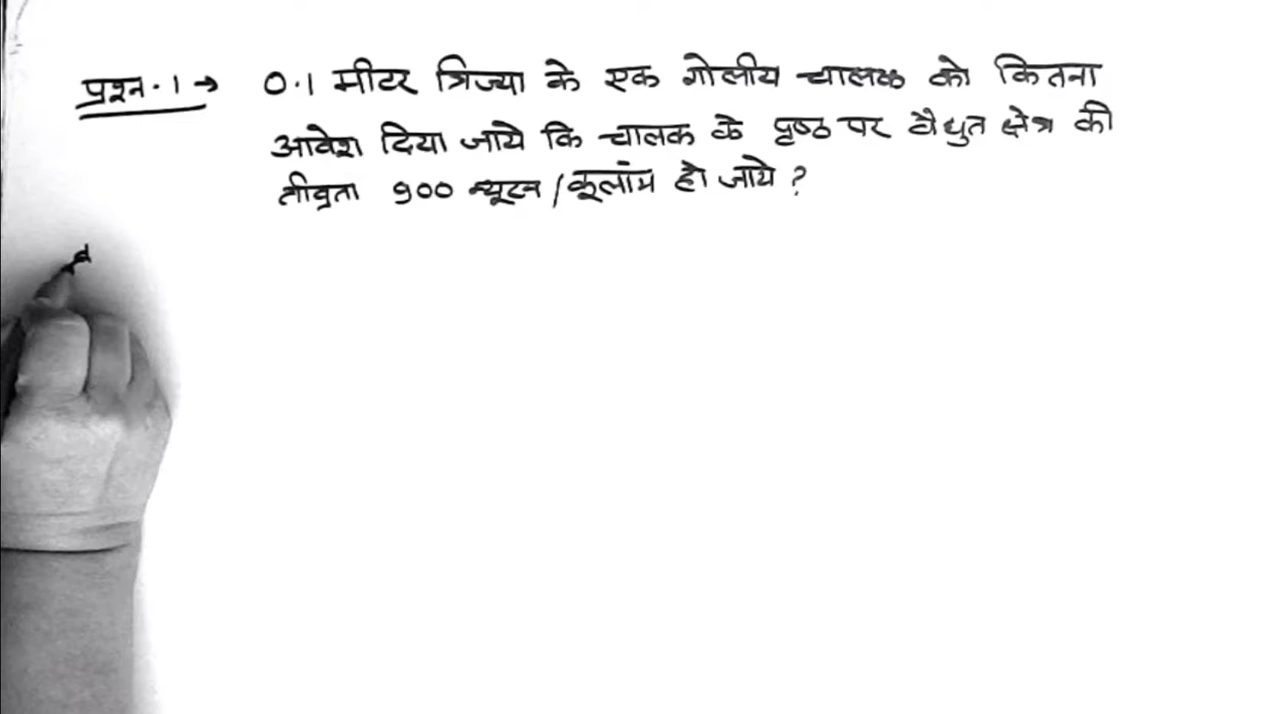 प्रश्न.1→ 0.1 मीटर त्रिज्या के एक गोलीय चालक को कितना
आवेश दिया जाये कि चालक के पृष्ठ पर वैधुत क्षेत्र की
तीव्रता 900 न्यूटन/कूलॉम हो जाये?